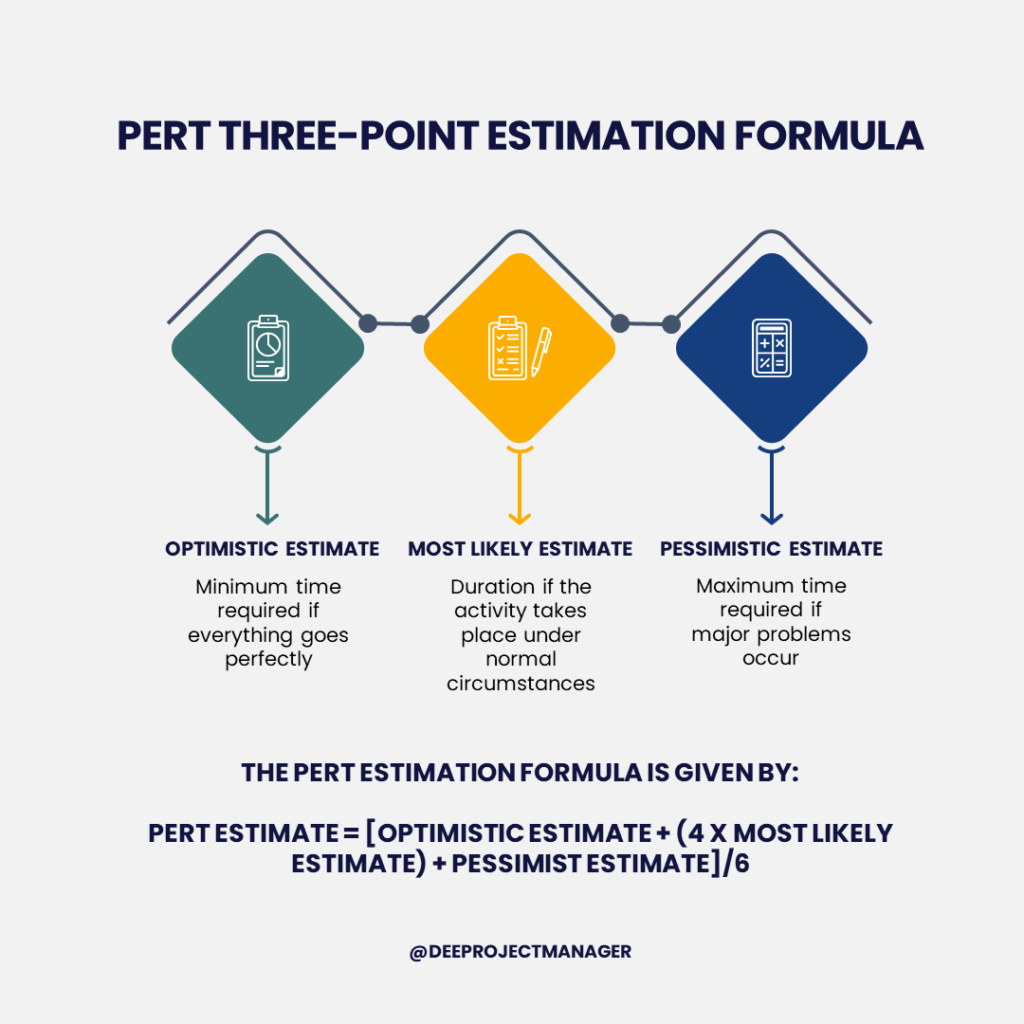 PERT THREE-POINT ESTIMATION FORMULA
OPTIMISTIC ESTIMATE
Minimum time
required if
everything goes
perfectly
MOST LIKELY ESTIMATE
Duration if the
activity takes
place under
normal
circumstances
PESSIMISTIC ESTIMATE
Maximum time
required if
major problems
occur
THE PERT ESTIMATION FORMULA IS GIVEN BY:
PERT ESTIMATE = [OPTIMISTIC ESTIMATE + (4 X MOST LIKELY
ESTIMATE) + PESSIMIST ESTIMATE]/6
@DEEPROJECTMANAGER